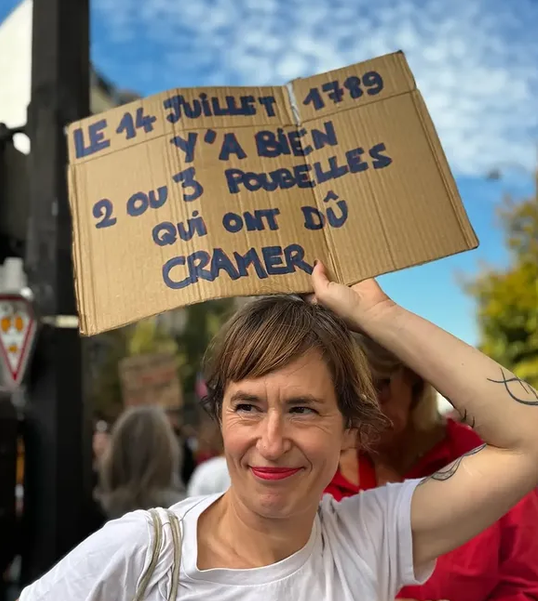 LE 14 JUILLET 1789
Y'A BIEN
2 OU 3 POUBELLES
QUI ONT DÛ
CRAMER